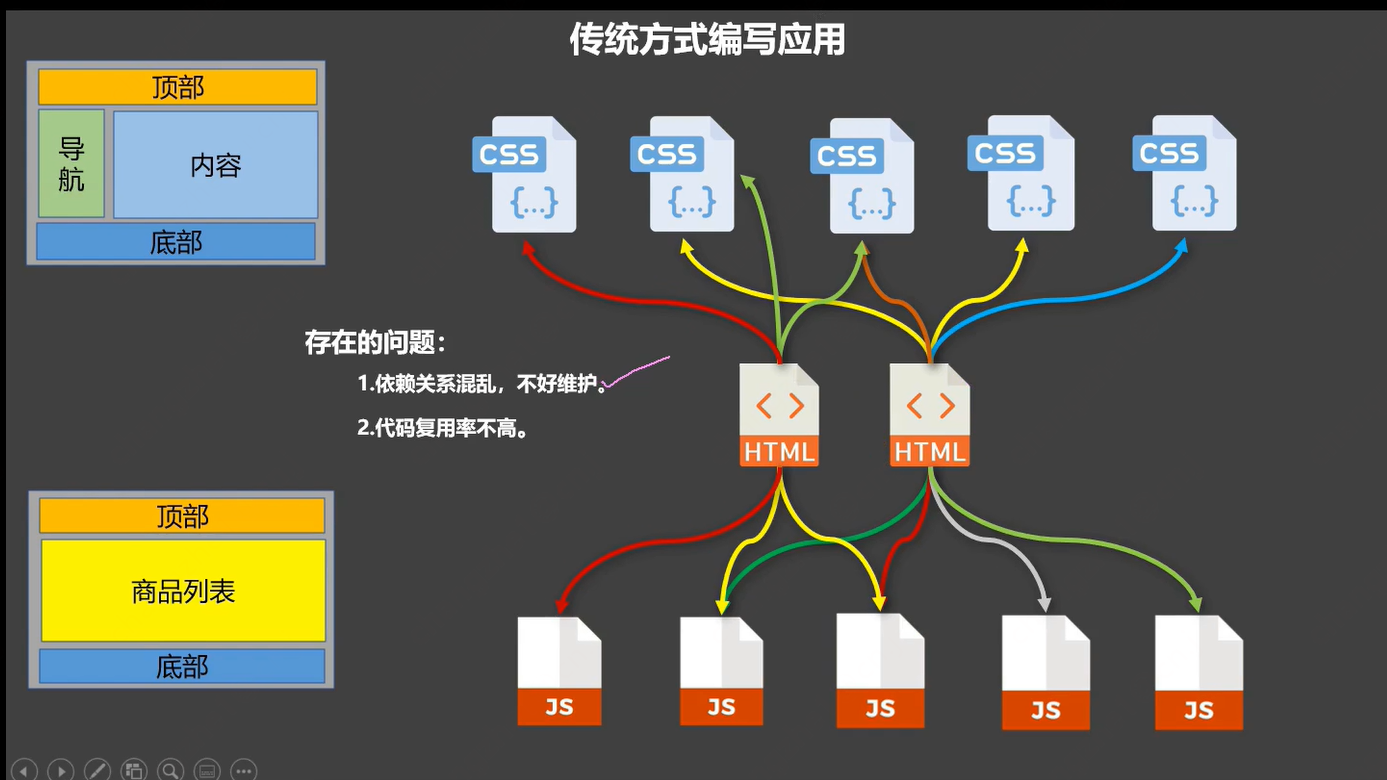 传统方式编写应用
顶部
导
航
内容
底部
CSS
{...}
CSS
{...}
CSS
{...}
CSS
{...}
CSS
{...}
存在的问题：
1.依赖关系混乱，不好维护。
2.代码复用率不高。
< >
HTML
< >
HTML
顶部
商品列表
底部
JS
JS
JS
JS
JS